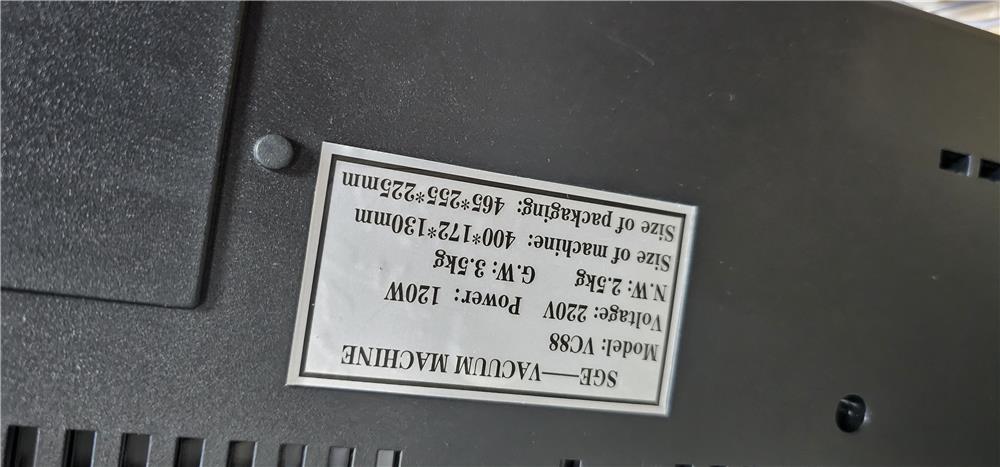 SGE——VACUUM MACHINE
Model: VC88
Voltage: 220V Power: 120W
N.W: 2.5kg G.W: 3.5kg
Size of machine: 400*172*130mm
Size of packaging: 465*255*225mm